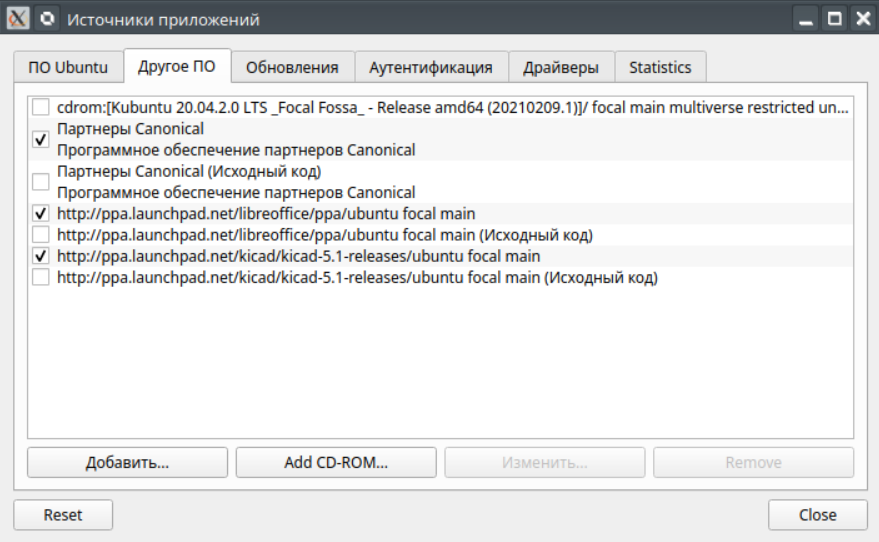 Источники приложений
ПО Ubuntu
Другое ПО
Обновления
Аутентификация
Драйверы
Statistics
cdrom:[Kubuntu 20.04.2.0 LTS _Focal Fossa_ - Release amd64 (20210209.1)]/ focal main multiverse restricted un...
Партнеры Canonical
Программное обеспечение партнеров Canonical
Партнеры Canonical (Исходный код)
Программное обеспечение партнеров Canonical
http://ppa.launchpad.net/libreoffice/ppa/ubuntu focal main
http://ppa.launchpad.net/libreoffice/ppa/ubuntu focal main (Исходный код)
http://ppa.launchpad.net/kicad/kicad-5.1-releases/ubuntu focal main
http://ppa.launchpad.net/kicad/kicad-5.1-releases/ubuntu focal main (Исходный код)
Добавить...
Add CD-ROM...
Изменить...
Remove
Reset
Close